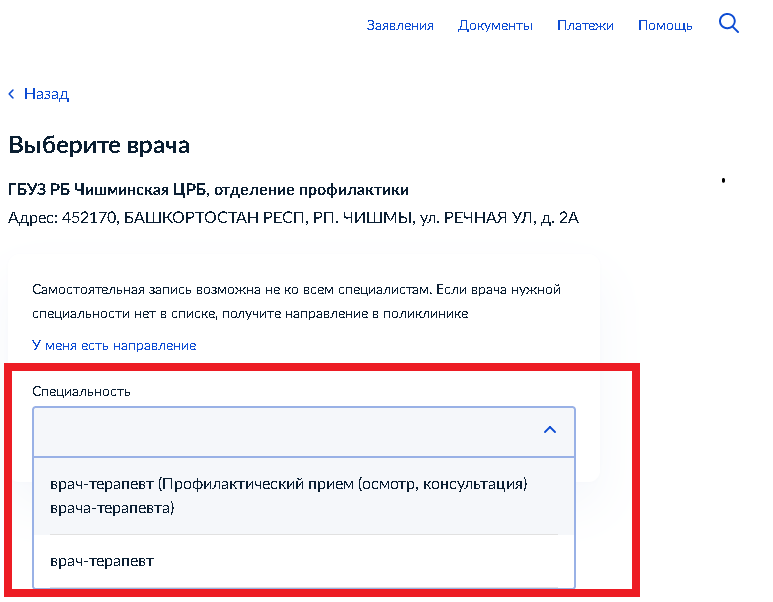 Заявления Документы Платежи Помощь
Назад
Выберите врача
ГБУЗ РБ Чишминская ЦРБ, отделение профилактики
Адрес: 452170, БАШКОРТОСТАН РЕСП, РП. ЧИШМЫ, ул. РЕЧНАЯ УЛ, д. 2А
Самостоятельная запись возможна не ко всем специалистам. Если врача нужной
специальности нет в списке, получите направление в поликлинике
У меня есть направление
Специальность
врач-терапевт (Профилактический прием (осмотр, консультация)
врача-терапевта)
врач-терапевт